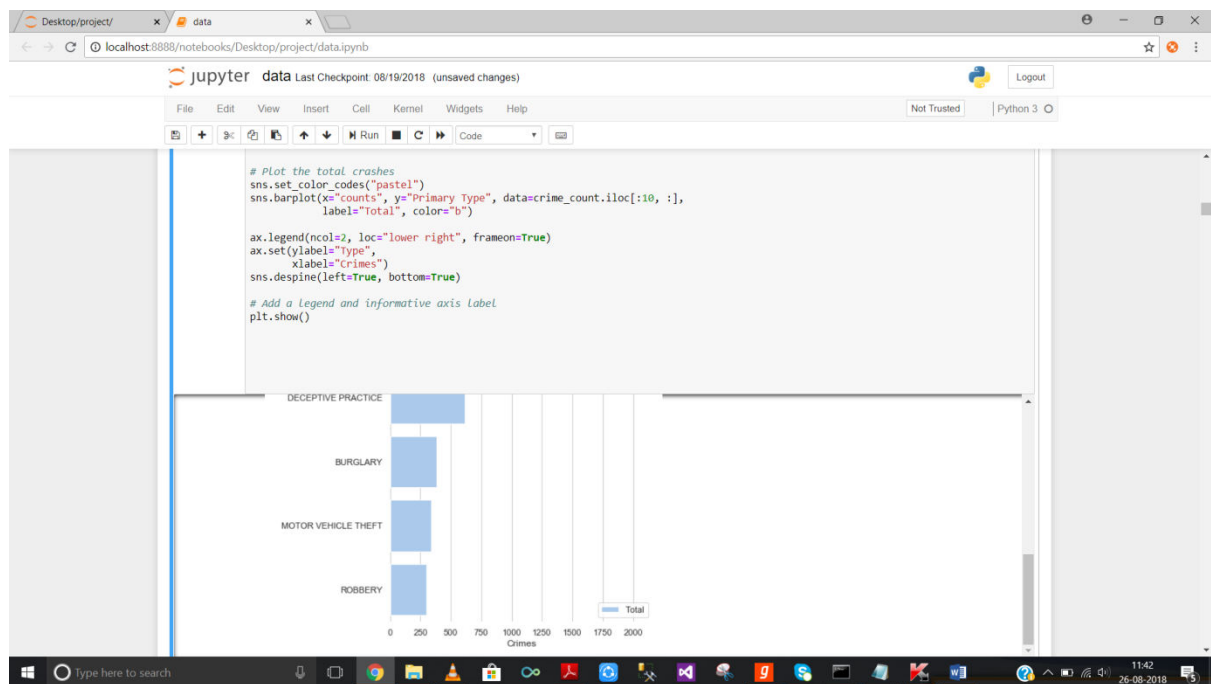 Desktop/project/
data
localhost:8888/notebooks/Desktop/project/data.ipynb
jupyter data Last Checkpoint: 08/19/2018 (unsaved changes)
Logout
File Edit View Insert Cell Kernel Widgets Help
Not Trusted
Python 3
Run
Code
# Plot the total crashes
sns.set_color_codes("pastel")
sns.barplot(x="counts", y="Primary Type", data=crime_count.iloc[:10, :],
label="Total", color="b")
ax.legend(ncol=2, loc="lower right", frameon=True)
ax.set(ylabel="Type",
xlabel="Crimes")
sns.despine(left=True, bottom=True)
# Add a legend and informative axis label
plt.show()
DECEPTIVE PRACTICE
BURGLARY
MOTOR VEHICLE THEFT
ROBBERY
Total
0 250 500 750 1000 1250 1500 1750 2000
Crimes
Type here to search
11:42
26-08-2018